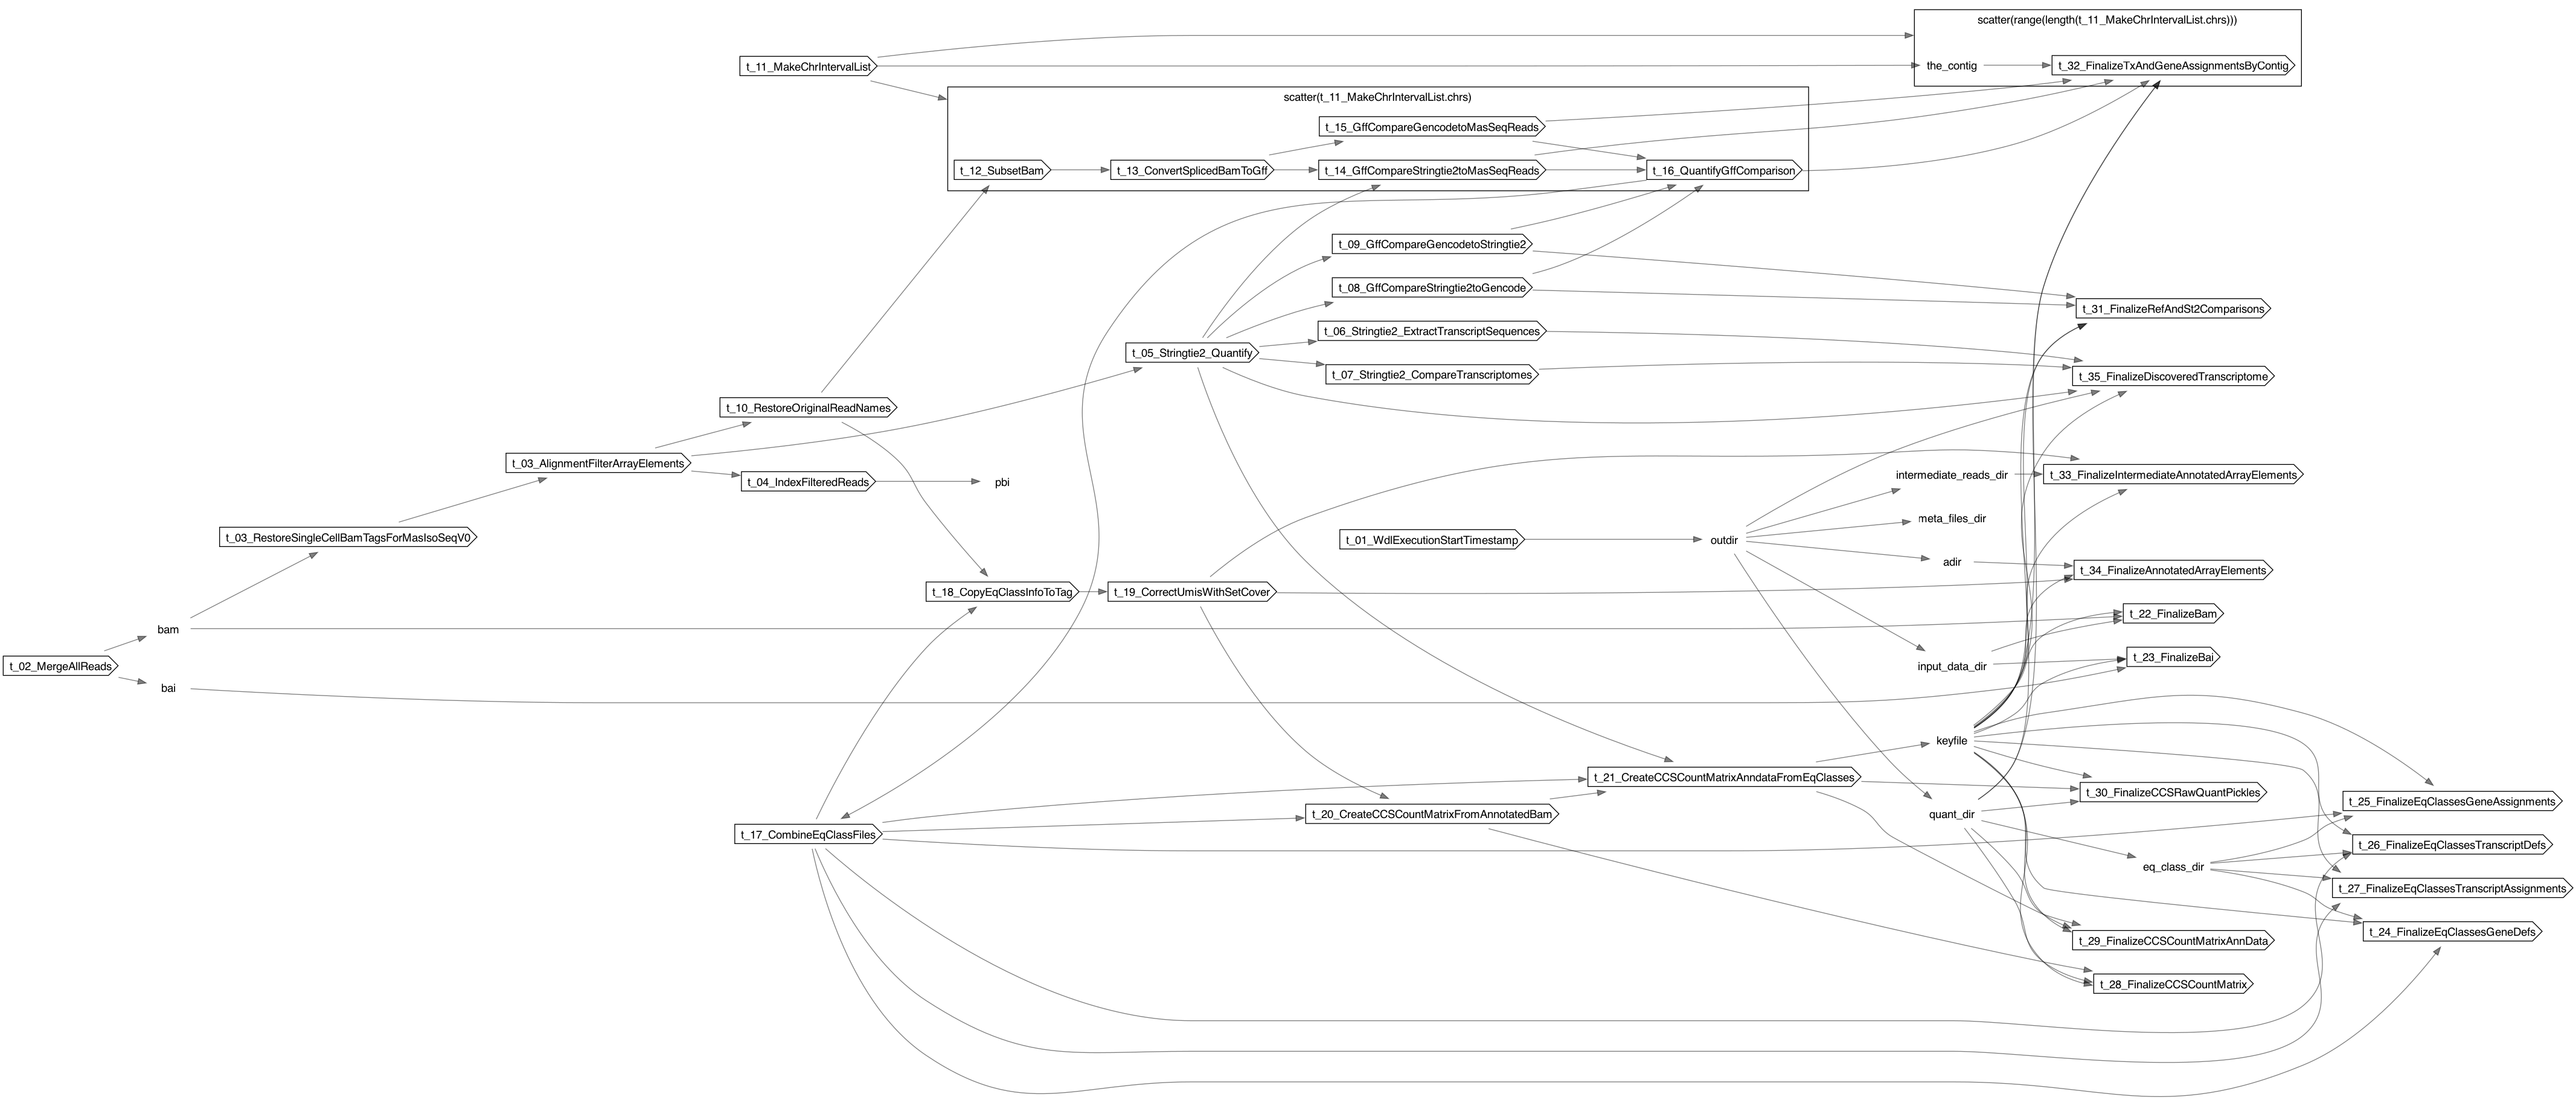 scatter(range(length(t_11_MakeChrIntervalList.chrs)))
t_11_MakeChrIntervalList
the_contig
t_32_FinalizeTxAndGeneAssignmentsByContig
scatter(t_11_MakeChrIntervalList.chrs)
t_15_GffCompareGencodetoMasSeqReads
t_12_SubsetBam
t_13_ConvertSplicedBamToGff
t_14_GffCompareStringtie2toMasSeqReads
t_16_QuantifyGffComparison
t_09_GffCompareGencodetoStringtie2
t_08_GffCompareStringtie2toGencode
t_31_FinalizeRefAndSt2Comparisons
t_06_Stringtie2_ExtractTranscriptSequences
t_05_Stringtie2_Quantify
t_07_Stringtie2_CompareTranscriptomes
t_35_FinalizeDiscoveredTranscriptome
t_10_RestoreOriginalReadNames
t_03_AlignmentFilterArrayElements
t_04_IndexFilteredReads
pbi
intermediate_reads_dir
t_33_FinalizeIntermediateAnnotatedArrayElements
meta_files_dir
t_03_RestoreSingleCellBamTagsForMasIsoSeqV0
t_01_WdlExecutionStartTimestamp
outdir
adir
t_34_FinalizeAnnotatedArrayElements
t_18_CopyEqClassInfoToTag
t_19_CorrectUmisWithSetCover
t_22_FinalizeBam
bam
t_02_MergeAllReads
input_data_dir
t_23_FinalizeBai
bai
keyfile
t_21_CreateCCSCountMatrixAnndataFromEqClasses
t_30_FinalizeCCSRawQuantPickles
t_25_FinalizeEqClassesGeneAssignments
t_20_CreateCCSCountMatrixFromAnnotatedBam
quant_dir
t_17_CombineEqClassFiles
t_26_FinalizeEqClassesTranscriptDefs
eq_class_dir
t_27_FinalizeEqClassesTranscriptAssignments
t_24_FinalizeEqClassesGeneDefs
t_29_FinalizeCCSCountMatrixAnnData
t_28_FinalizeCCSCountMatrix